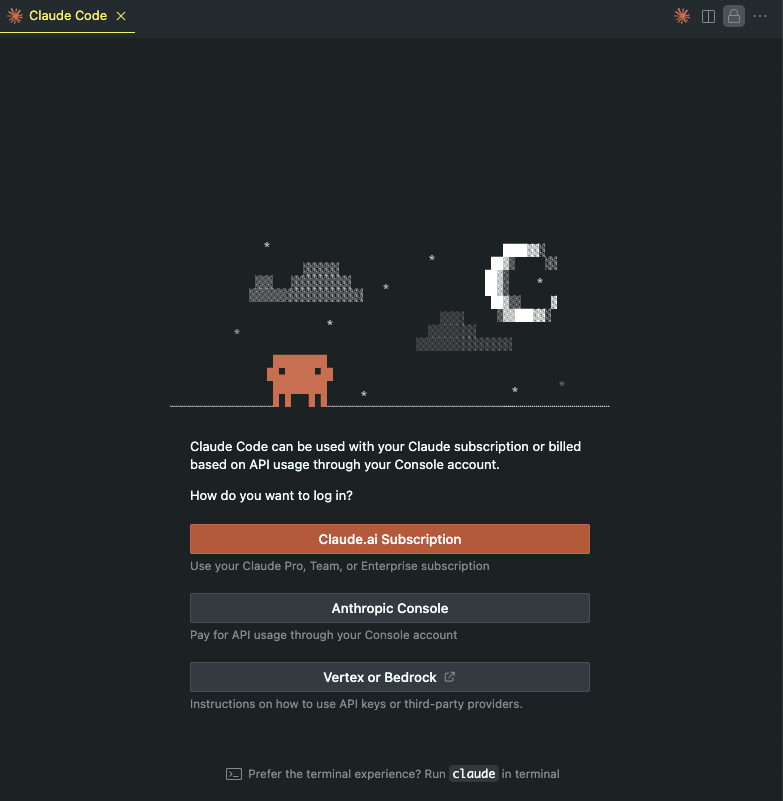 Claude Code
Claude Code can be used with your Claude subscription or billed
based on API usage through your Console account.
How do you want to log in?
Claude.ai Subscription
Use your Claude Pro, Team, or Enterprise subscription
Anthropic Console
Pay for API usage through your Console account
Vertex or Bedrock
Instructions on how to use API keys or third-party providers.
Prefer the terminal experience? Run claude in terminal